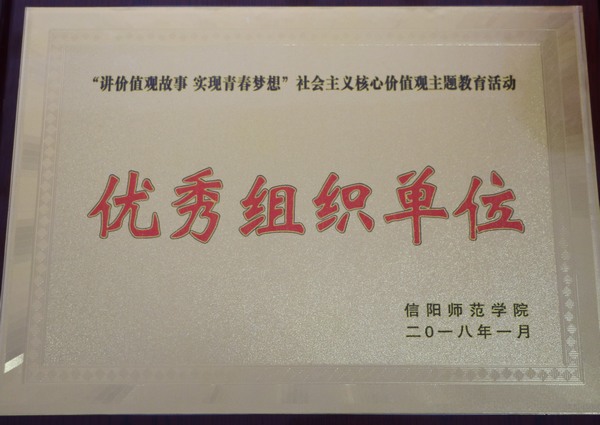 “讲价值观故事 实现青春梦想”社会主义核心价值观主题教育活动
优秀组织单位
信阳师范学院
二〇一八年一月